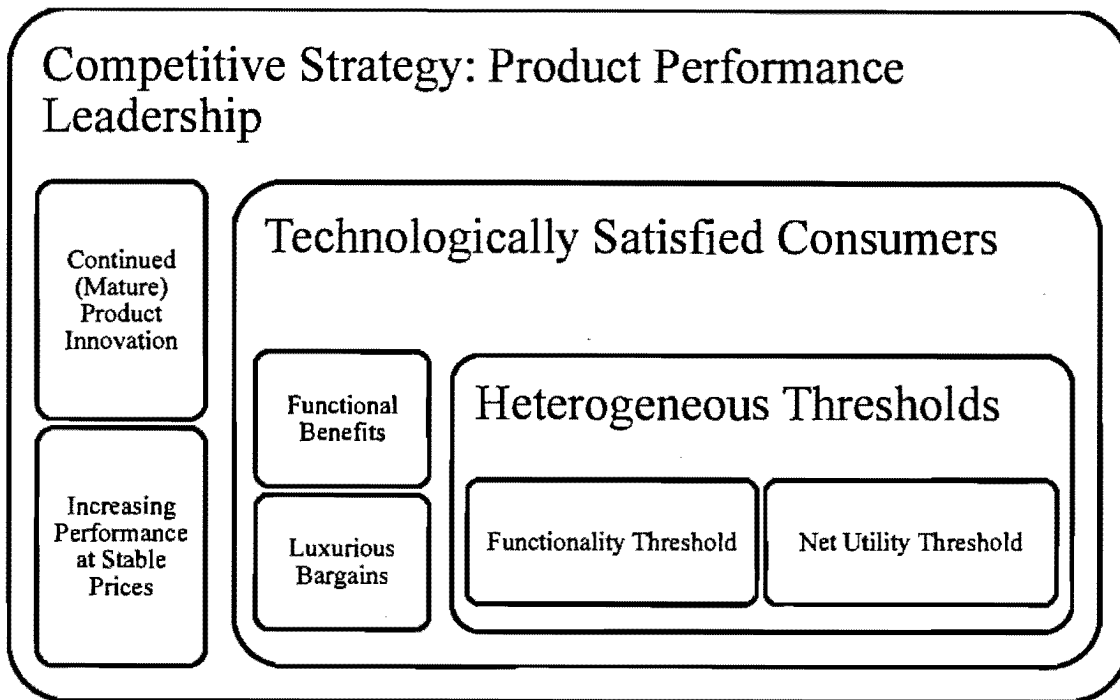 Competitive Strategy: Product Performance
Leadership
Continued
(Mature)
Product
Innovation
Increasing
Performance
at Stable
Prices
Technologically Satisfied Consumers
Functional
Benefits
Luxurious
Bargains
Heterogeneous Thresholds
Functionality Threshold
Net Utility Threshold